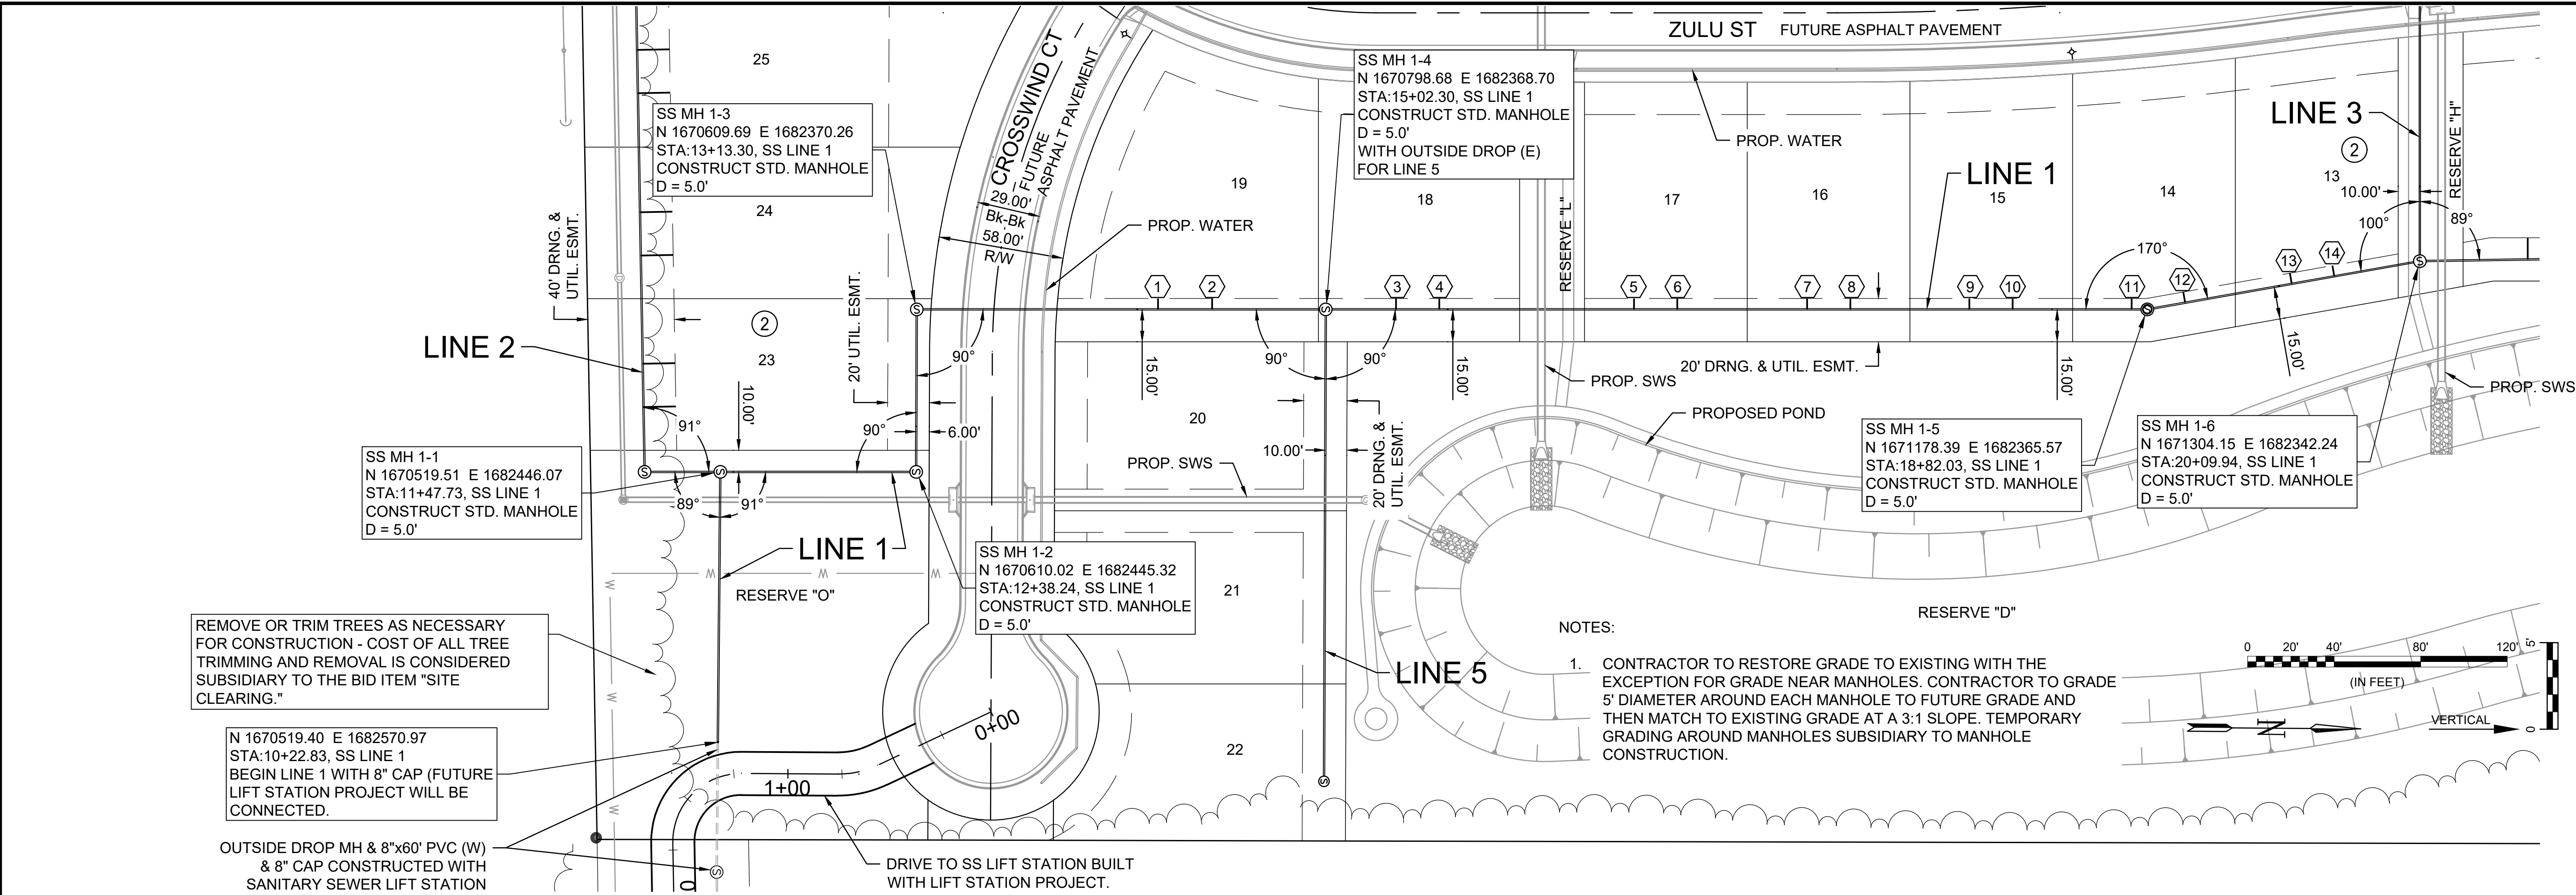 ZULU ST FUTURE ASPHALT PAVEMENT
25
CROSSWIND CT
FUTURE
ASPHALT PAVEMENT
SS MH 1-4
N 1670798.68 E 1682368.70
STA:15+02.30, SS LINE 1
CONSTRUCT STD. MANHOLE
D = 5.0'
WITH OUTSIDE DROP (E)
FOR LINE 5
SS MH 1-3
N 1670609.69 E 1682370.26
STA:13+13.30, SS LINE 1
CONSTRUCT STD. MANHOLE
D = 5.0'
LINE 3
2
PROP. WATER
RESERVE "H"
24
29.00'
Bk-Bk
58.00'
R/W
PROP. WATER
19
18
17
16
LINE 1
15
14
13
10.00'
100°
89°
40' DRNG. &
UTIL. ESMT.
RESERVE "L"
170°
1
2
3
4
5
6
7
8
9
10
11
12
13
14
LINE 2
2
23
20' UTIL. ESMT.
90°
90°
90°
15.00'
15.00'
15.00'
15.00'
20' DRNG. & UTIL. ESMT.
PROP. SWS
PROP. SWS
10.00'
91°
90°
6.00'
20
10.00'
20' DRNG. &
UTIL. ESMT.
PROPOSED POND
SS MH 1-1
N 1670519.51 E 1682446.07
STA:11+47.73, SS LINE 1
CONSTRUCT STD. MANHOLE
D = 5.0'
89°
91°
PROP. SWS
SS MH 1-5
N 1671178.39 E 1682365.57
STA:18+82.03, SS LINE 1
CONSTRUCT STD. MANHOLE
D = 5.0'
SS MH 1-6
N 1671304.15 E 1682342.24
STA:20+09.94, SS LINE 1
CONSTRUCT STD. MANHOLE
D = 5.0'
LINE 1
W
W
W
W
W
W
RESERVE "O"
SS MH 1-2
N 1670610.02 E 1682445.32
STA:12+38.24, SS LINE 1
CONSTRUCT STD. MANHOLE
D = 5.0'
21
RESERVE "D"
REMOVE OR TRIM TREES AS NECESSARY
FOR CONSTRUCTION - COST OF ALL TREE
TRIMMING AND REMOVAL IS CONSIDERED
SUBSIDIARY TO THE BID ITEM "SITE
CLEARING."
LINE 5
NOTES:
1. CONTRACTOR TO RESTORE GRADE TO EXISTING WITH THE
EXCEPTION FOR GRADE NEAR MANHOLES. CONTRACTOR TO GRADE
5' DIAMETER AROUND EACH MANHOLE TO FUTURE GRADE AND
THEN MATCH TO EXISTING GRADE AT A 3:1 SLOPE. TEMPORARY
GRADING AROUND MANHOLES SUBSIDIARY TO MANHOLE
CONSTRUCTION.
0 20' 40' 80' 120'
(IN FEET)
5'
0
VERTICAL
N
N 1670519.40 E 1682570.97
STA:10+22.83, SS LINE 1
BEGIN LINE 1 WITH 8" CAP (FUTURE
LIFT STATION PROJECT WILL BE
CONNECTED.
0+00
1+00
22
OUTSIDE DROP MH & 8"x60' PVC (W)
& 8" CAP CONSTRUCTED WITH
SANITARY SEWER LIFT STATION
DRIVE TO SS LIFT STATION BUILT
WITH LIFT STATION PROJECT.
S
S
S
S
S
S
S
S